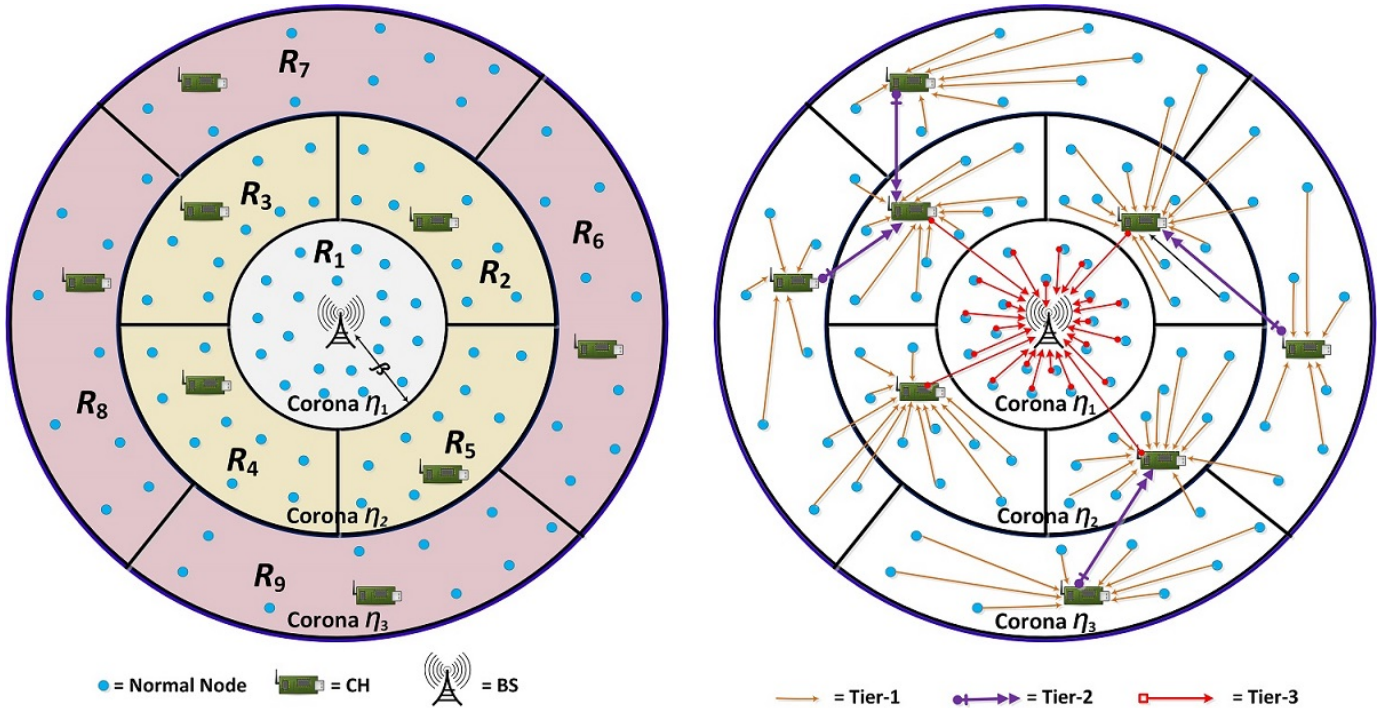 R7
R3
R6
R1
R2
β
Corona η1
Corona η1
R8
R5
R4
Corona η2
Corona η2
R9
Corona η3
Corona η3
= Normal Node = CH = BS
= Tier-1 = Tier-2 = Tier-3